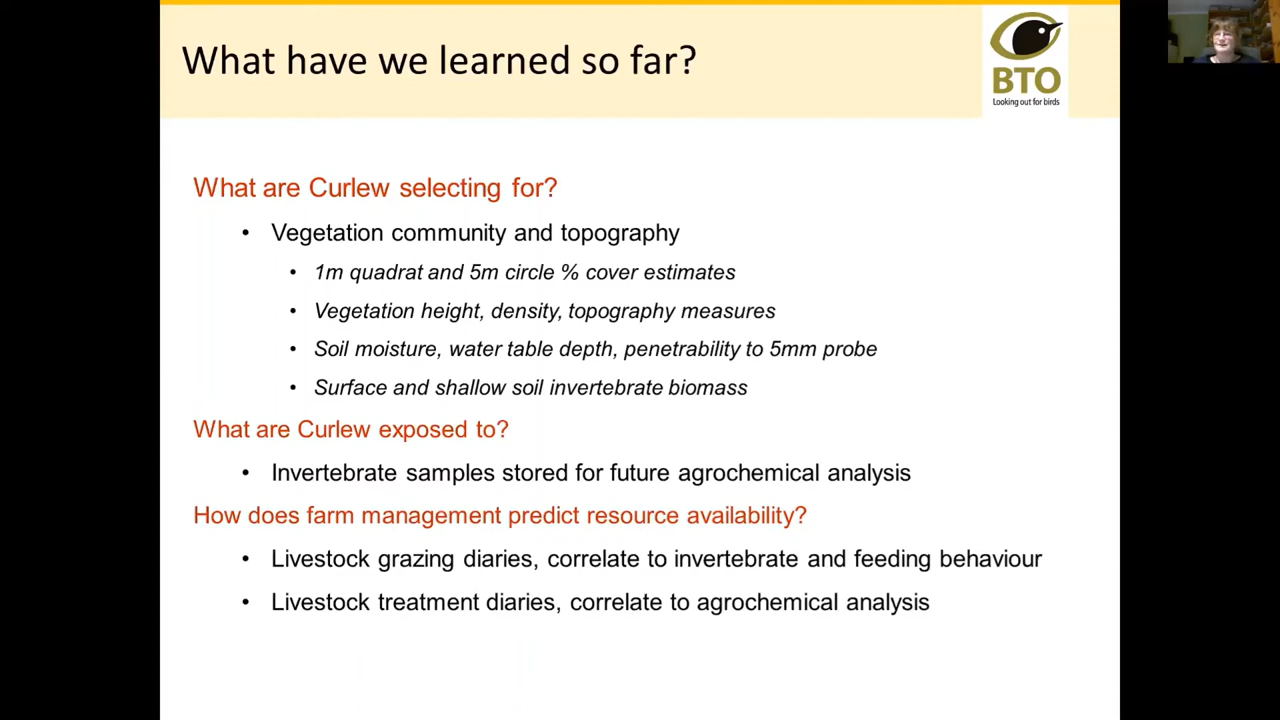 What have we learned so far?
BTO
Looking out for birds
What are Curlew selecting for?
• Vegetation community and topography
• 1m quadrat and 5m circle % cover estimates
• Vegetation height, density, topography measures
• Soil moisture, water table depth, penetrability to 5mm probe
• Surface and shallow soil invertebrate biomass
What are Curlew exposed to?
• Invertebrate samples stored for future agrochemical analysis
How does farm management predict resource availability?
• Livestock grazing diaries, correlate to invertebrate and feeding behaviour
• Livestock treatment diaries, correlate to agrochemical analysis